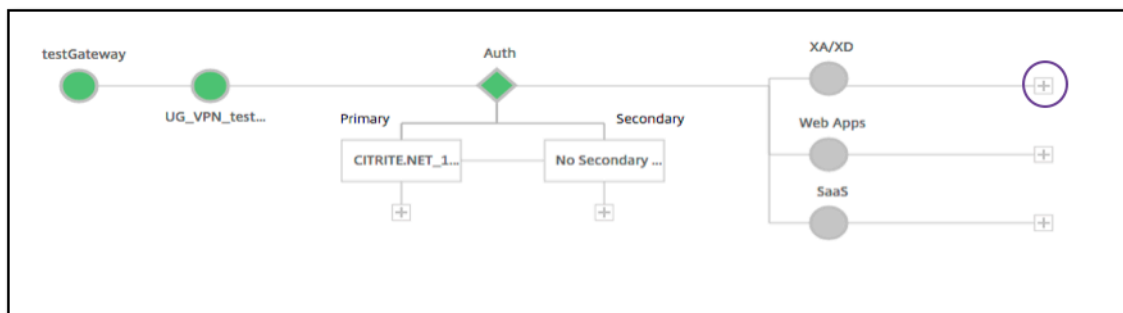 testGateway
UG_VPN_test...
Auth
Primary
Secondary
CITRITE.NET_1...
No Secondary ...
XA/XD
Web Apps
SaaS